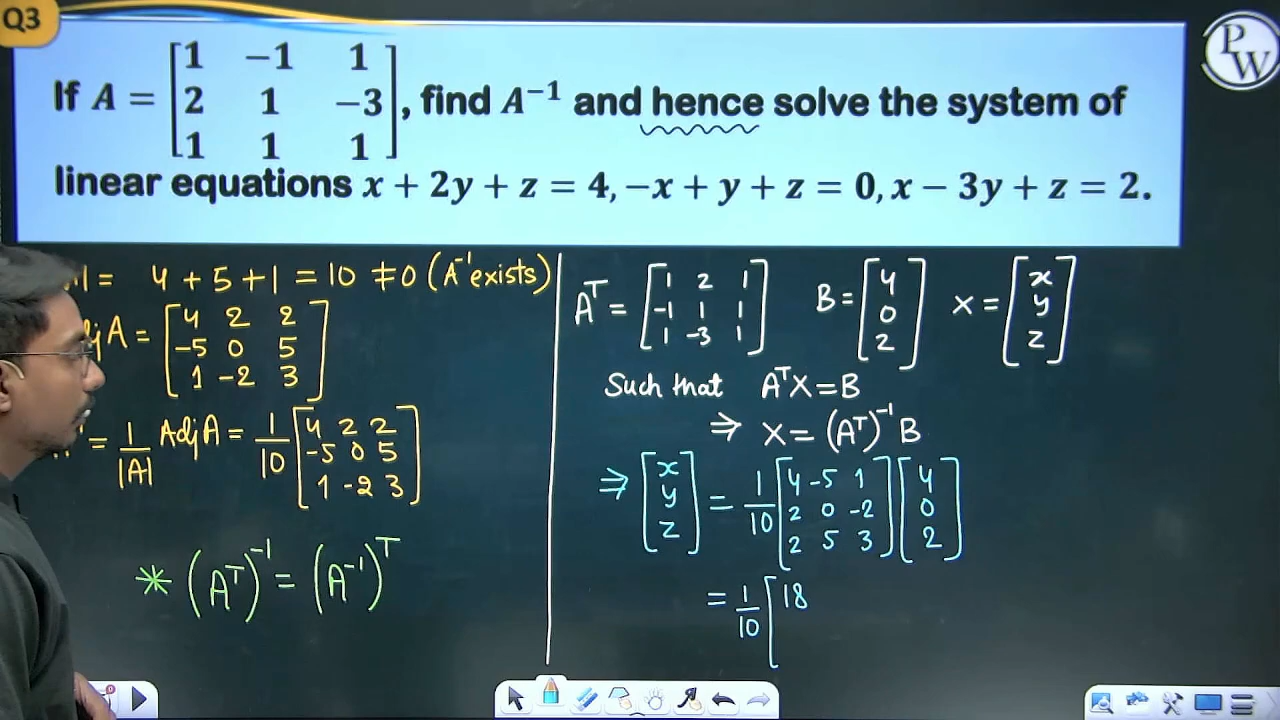 Q3
PW
If A = [1 −1 1
2 1 −3
1 1 1], find A⁻¹ and hence solve the system of
linear equations x + 2y + z = 4, −x + y + z = 0, x − 3y + z = 2.
= 4 + 5 + 1 = 10 ≠ 0 (A⁻¹ exists)
A = [4 2 2
-5 0 5
1 -2 3]
= 1/|A| Adj A = 1/10 [4 2 2
-5 0 5
1 -2 3]
* (Aᵀ)⁻¹ = (A⁻¹)ᵀ
Aᵀ = [1 2 1
-1 1 1
1 -3 1]
B = [4
0
2]
X = [x
y
z]
Such that AᵀX = B
⇒ X = (Aᵀ)⁻¹ B
⇒ [x
y
z] = 1/10 [4 -5 1
2 0 -2
2 5 3] [4
0
2]
= 1/10 [18